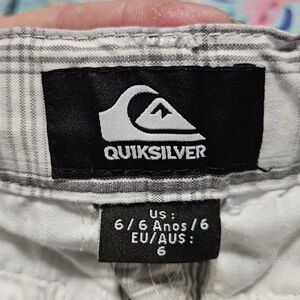 QUIKSILVER
US :
6/6 Anos/6
EU/AUS :
6